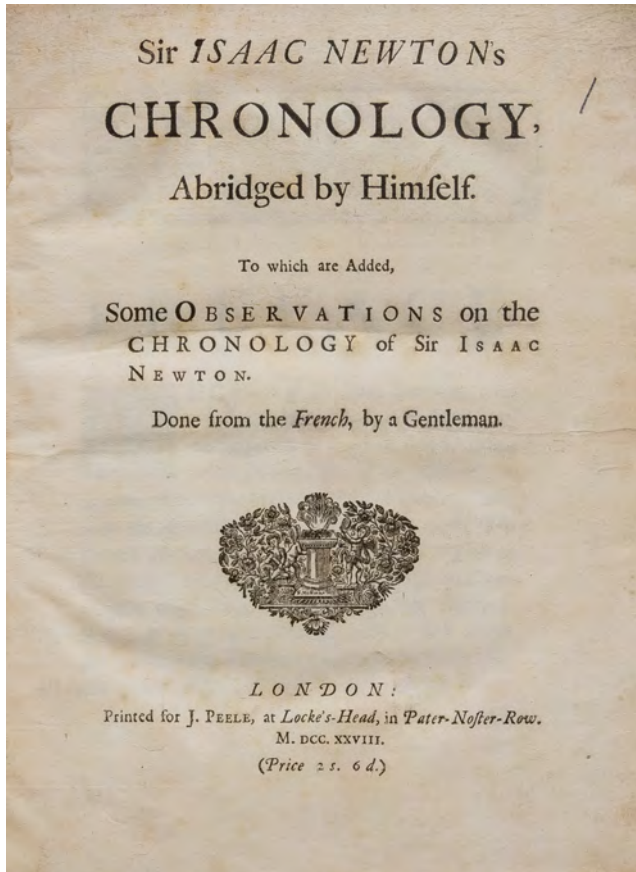 Sir ISAAC NEWTON's
CHRONOLOGY,
Abridged by Himſelf.
To which are Added,
Some OBSERVATIONS on the
CHRONOLOGY of Sir ISAAC
NEWTON.
Done from the French, by a Gentleman.
LONDON:
Printed for J. PEELE, at Locke's-Head, in Pater-Noſter-Row.
M. DCC. XXVIII.
(Price 2 s. 6 d.)